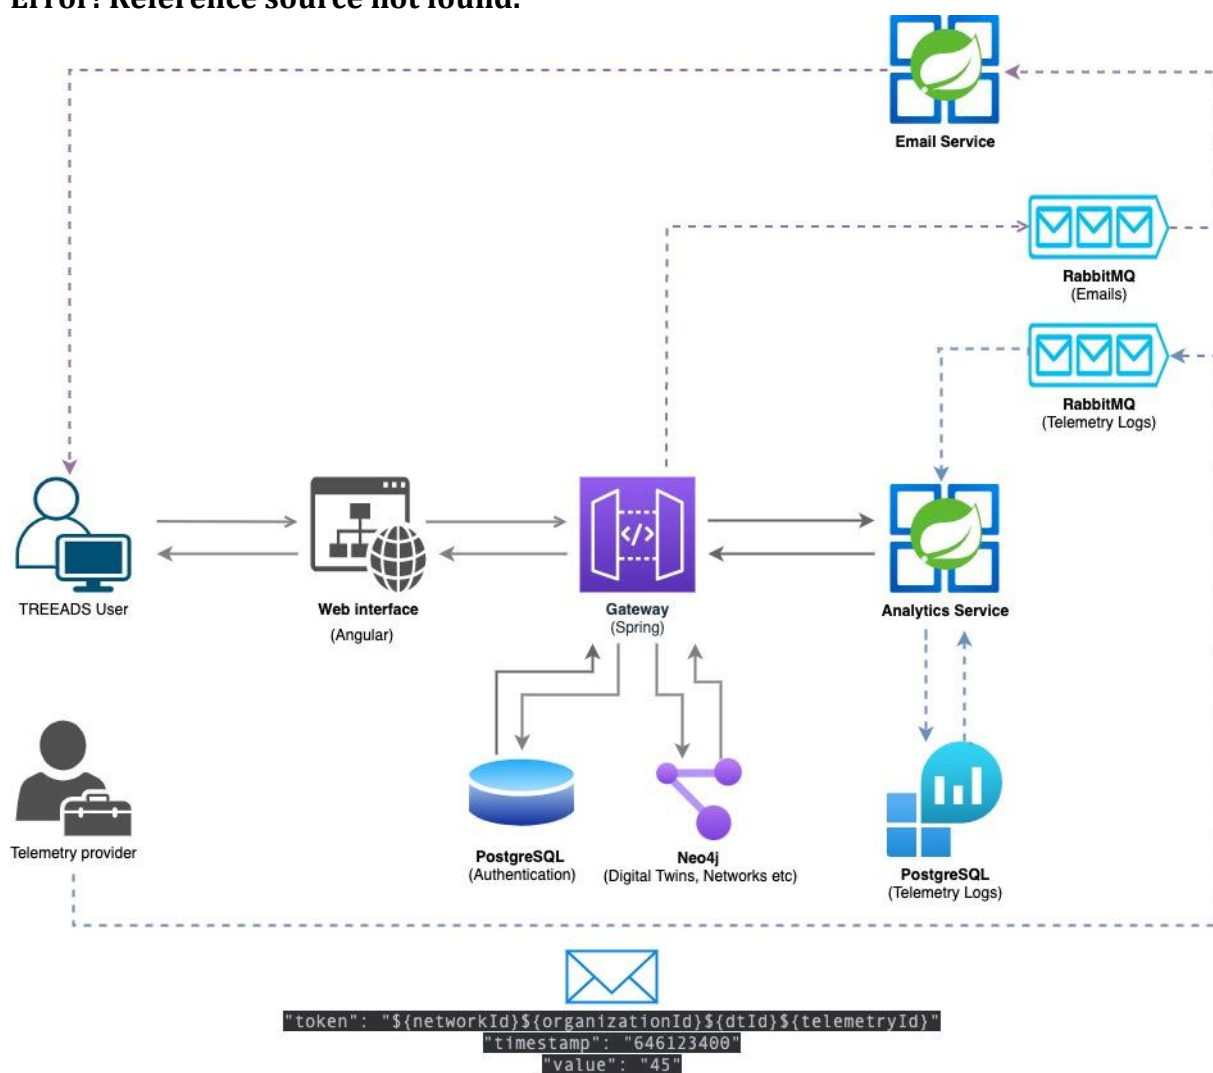 Error! Reference source not found.
Email Service
RabbitMQ
(Emails)
RabbitMQ
(Telemetry Logs)
TREEADS User
Web interface
(Angular)
</>
Gateway
(Spring)
Analytics Service
Telemetry provider
PostgreSQL
(Authentication)
Neo4j
(Digital Twins, Networks etc)
PostgreSQL
(Telemetry Logs)
"token": "${networkId}${organizationId}${dtId}${telemetryId}"
"timestamp": "646123400"
"value": "45"